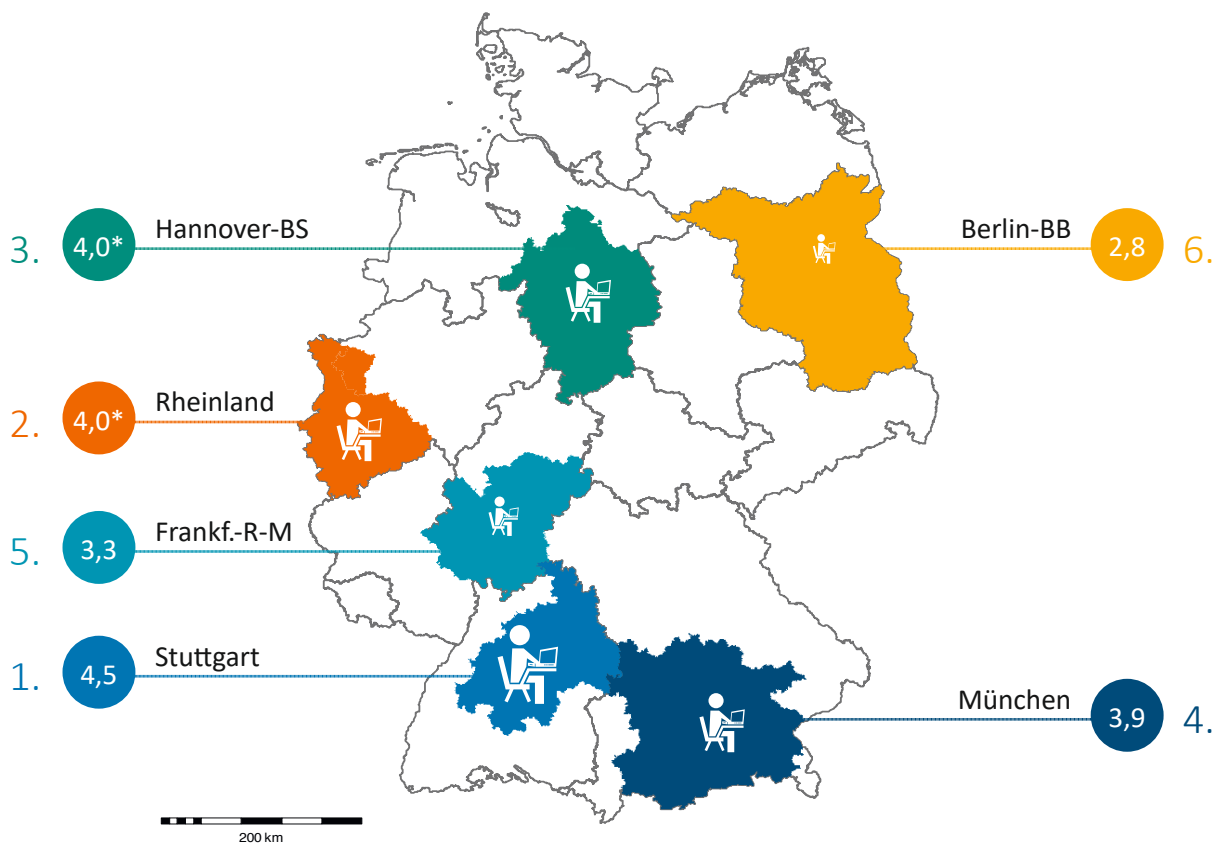 Hannover-BS
3. 4,0*
Berlin-BB
2,8 6.
Rheinland
2. 4,0*
Frankf.-R-M
5. 3,3
Stuttgart
1. 4,5
München
3,9 4.
200 km